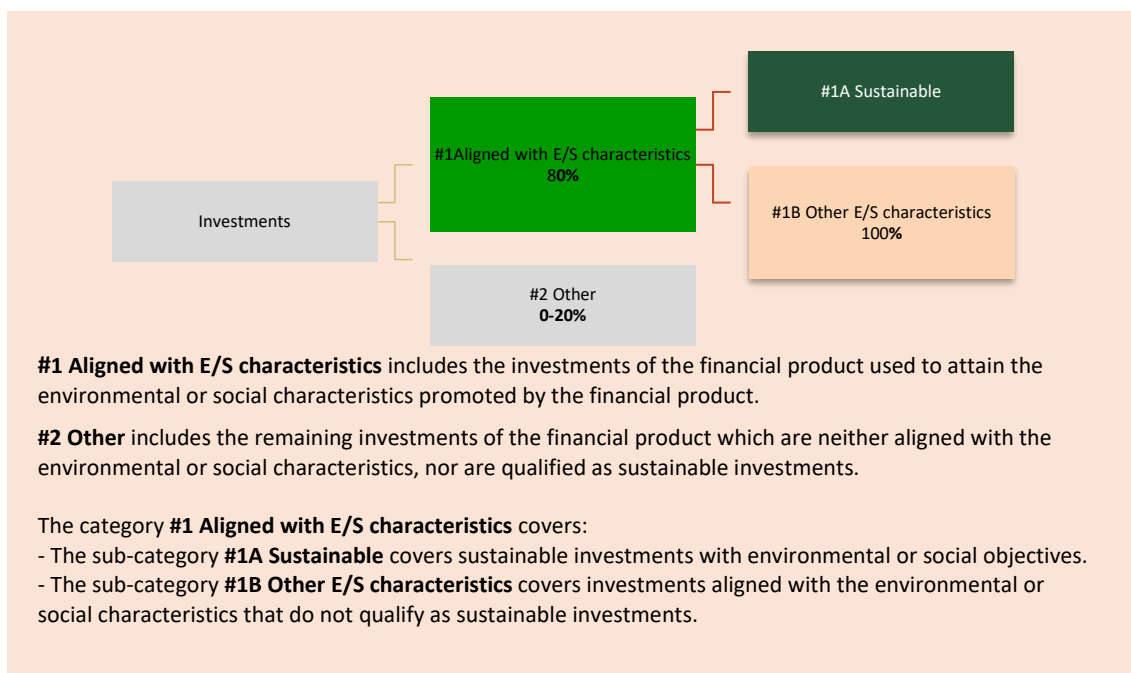 #1A Sustainable
#1Aligned with E/S characteristics
80%
Investments
#1B Other E/S characteristics
100%
#2 Other
0-20%
#1 Aligned with E/S characteristics includes the investments of the financial product used to attain the
environmental or social characteristics promoted by the financial product.
#2 Other includes the remaining investments of the financial product which are neither aligned with the
environmental or social characteristics, nor are qualified as sustainable investments.
The category #1 Aligned with E/S characteristics covers:
- The sub-category #1A Sustainable covers sustainable investments with environmental or social objectives.
- The sub-category #1B Other E/S characteristics covers investments aligned with the environmental or
social characteristics that do not qualify as sustainable investments.